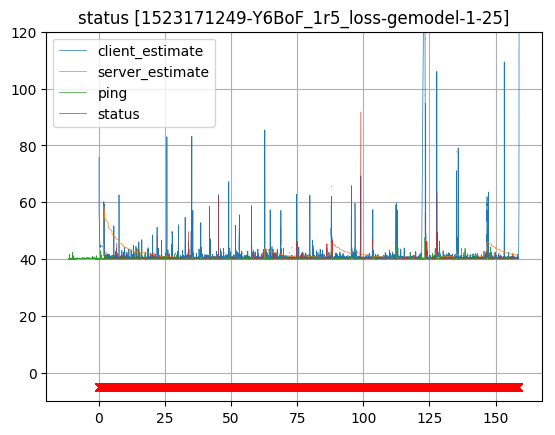 status [1523171249-Y6BoF_1r5_loss-gemodel-1-25]
client_estimate
server_estimate
ping
status
120
100
80
60
40
20
0
0
25
50
75
100
125
150